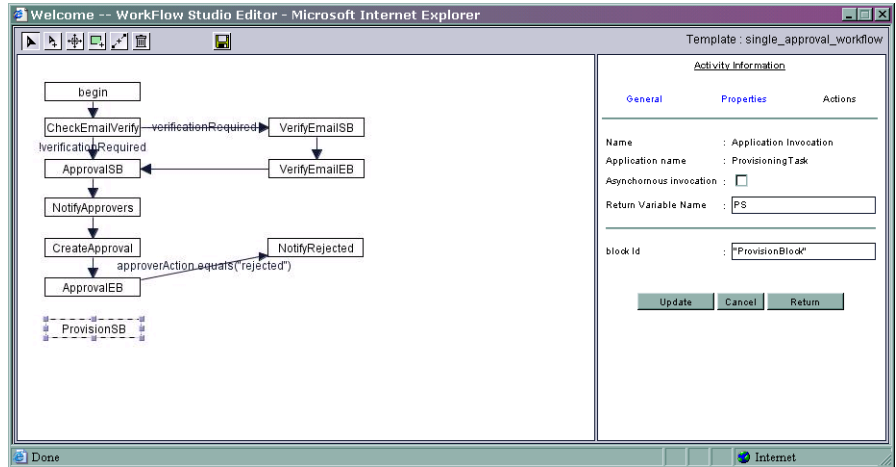 Welcome -- WorkFlow Studio Editor - Microsoft Internet Explorer
Template : single_approval_workflow
begin
CheckEmailVerify
verificationRequired
VerifyEmailSB
!verificationRequired
ApprovalSB
VerifyEmailEB
NotifyApprovers
CreateApproval
NotifyRejected
approverAction.equals("rejected")
ApprovalEB
ProvisionSB
Activity Information
General Properties Actions
Name : Application Invocation
Application name : ProvisioningTask
Asynchornous invocation :
Return Variable Name : PS
block Id : "ProvisionBlock"
Update Cancel Return
Done
Internet